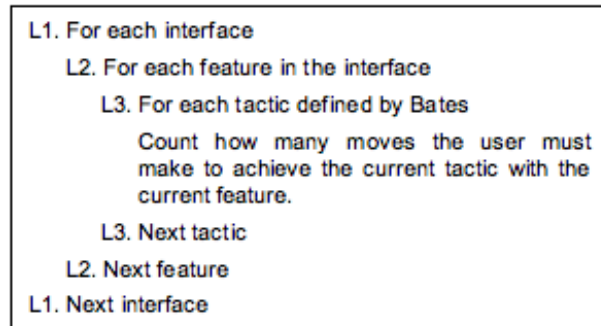 L1. For each interface
L2. For each feature in the interface
L3. For each tactic defined by Bates
Count how many moves the user must
make to achieve the current tactic with the
current feature.
L3. Next tactic
L2. Next feature
L1. Next interface